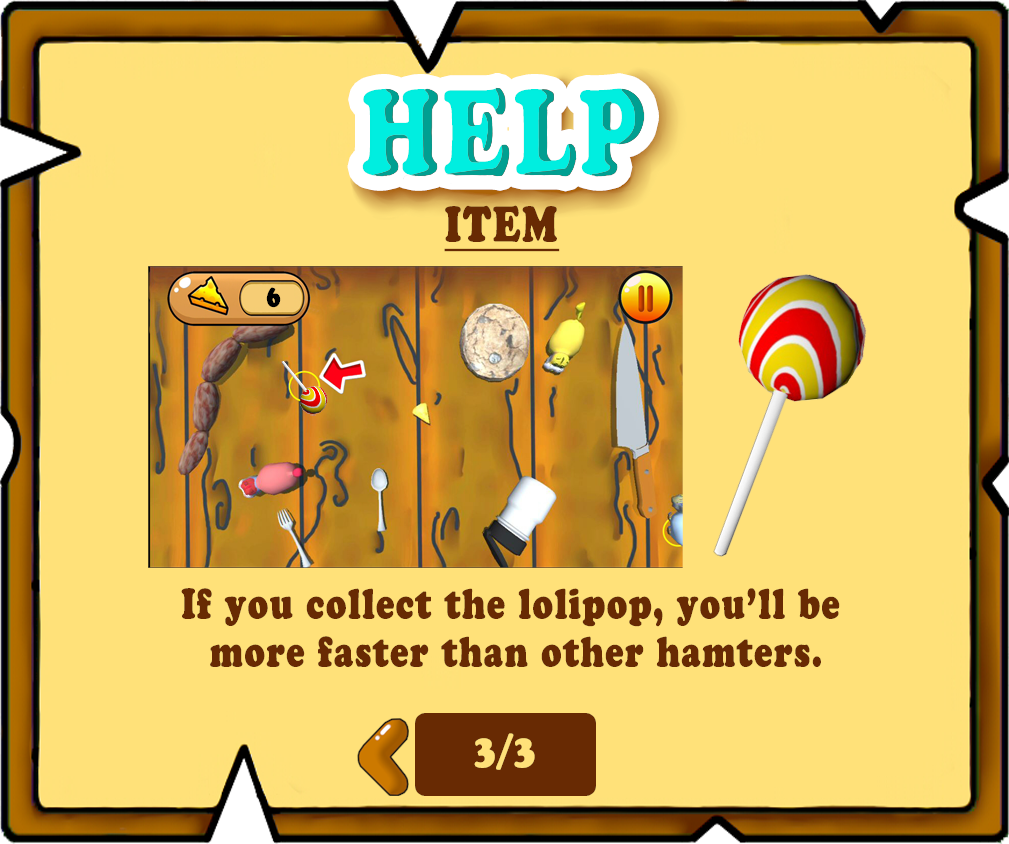 HELP
ITEM
6
If you collect the lolipop, you'll be
more faster than other hamters.
3/3